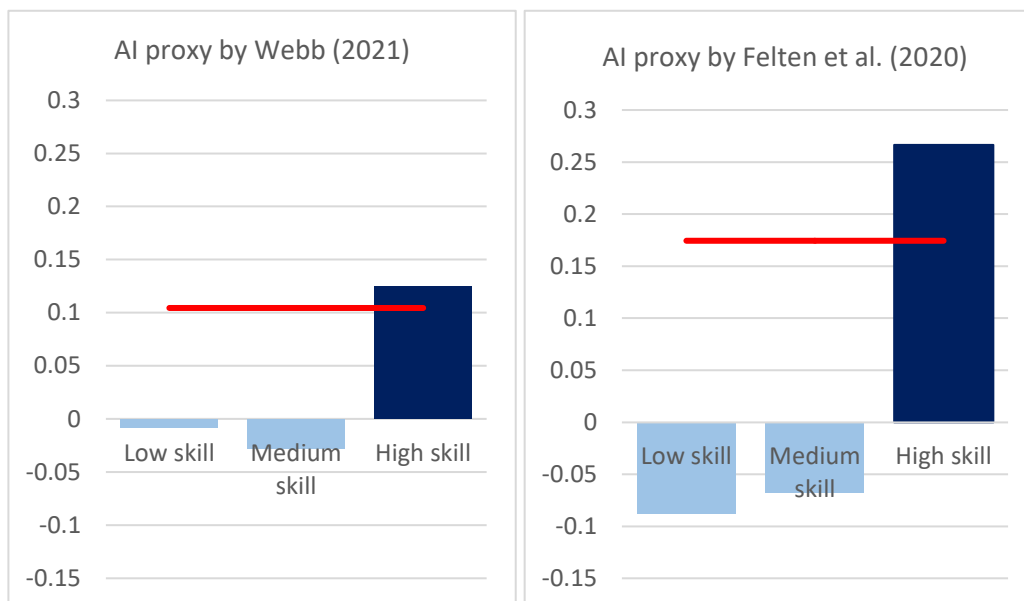 AI proxy by Webb (2021)
0.3
0.25
0.2
0.15
0.1
0.05
0
-0.05
-0.1
-0.15
Low skill
Medium
skill
High skill
AI proxy by Felten et al. (2020)
0.3
0.25
0.2
0.15
0.1
0.05
0
-0.05
-0.1
-0.15
Low skill
Medium
skill
High skill